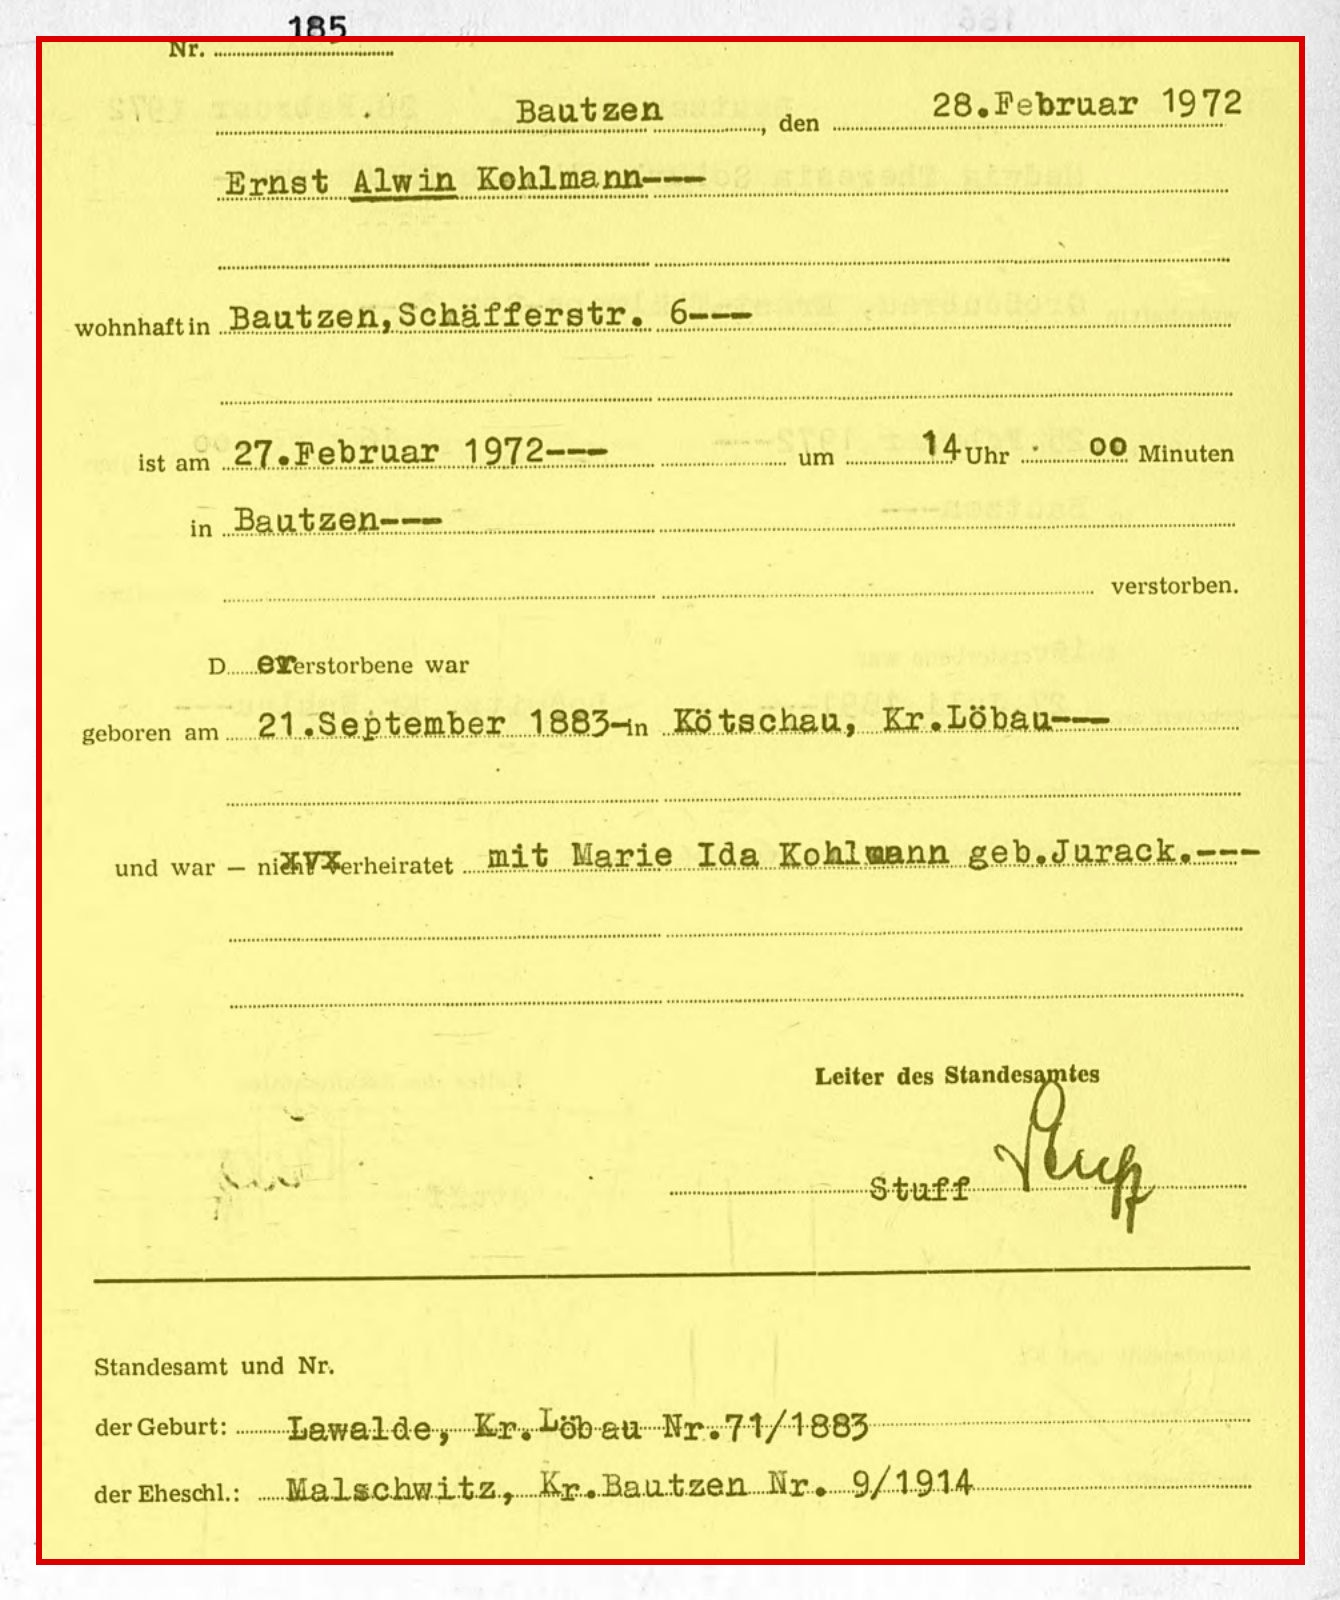 185
Nr.
Bautzen, den 28.Februar 1972
Ernst Alwin Kohlmann---
wohnhaft in Bautzen,Schäfferstr. 6---
ist am 27.Februar 1972--- um 14 Uhr 00 Minuten
in Bautzen---
verstorben.
D er erstorbene war
geboren am 21.September 1883- in Kötschau, Kr.Löbau---
und war – nicht verheiratet mit Marie Ida Kohlmann geb.Jurack.---
Leiter des Standesamtes
Stuff
Standesamt und Nr.
der Geburt: Lawalde, Kr.Löbau Nr.71/1883
der Eheschl.: Malschwitz, Kr.Bautzen Nr. 9/1914